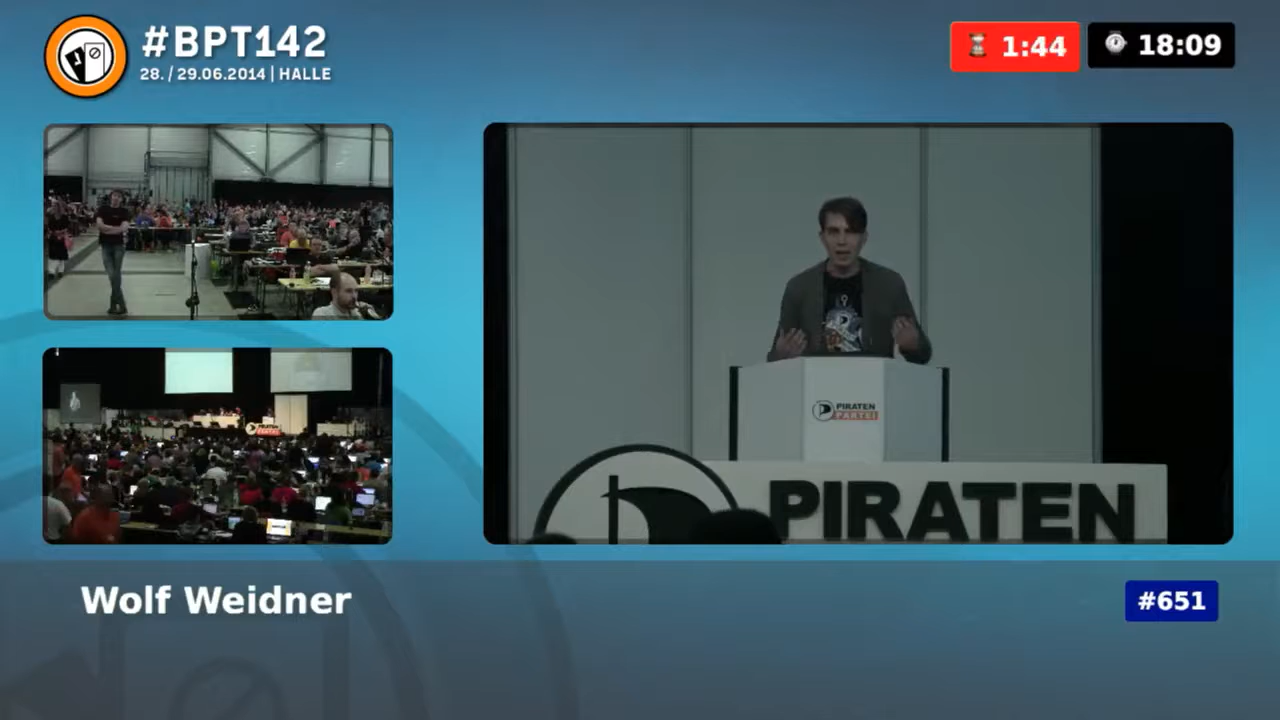 #BPT142
28. / 29.06.2014 | HALLE
1:44
18:09
PIRATEN
PARTEI
PIRATEN
Wolf Weidner
#651